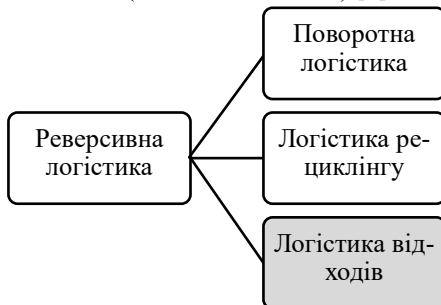 Поворотна
логістика
Реверсивна
логістика
Логістика ре-
циклінгу
Логістика від-
ходів